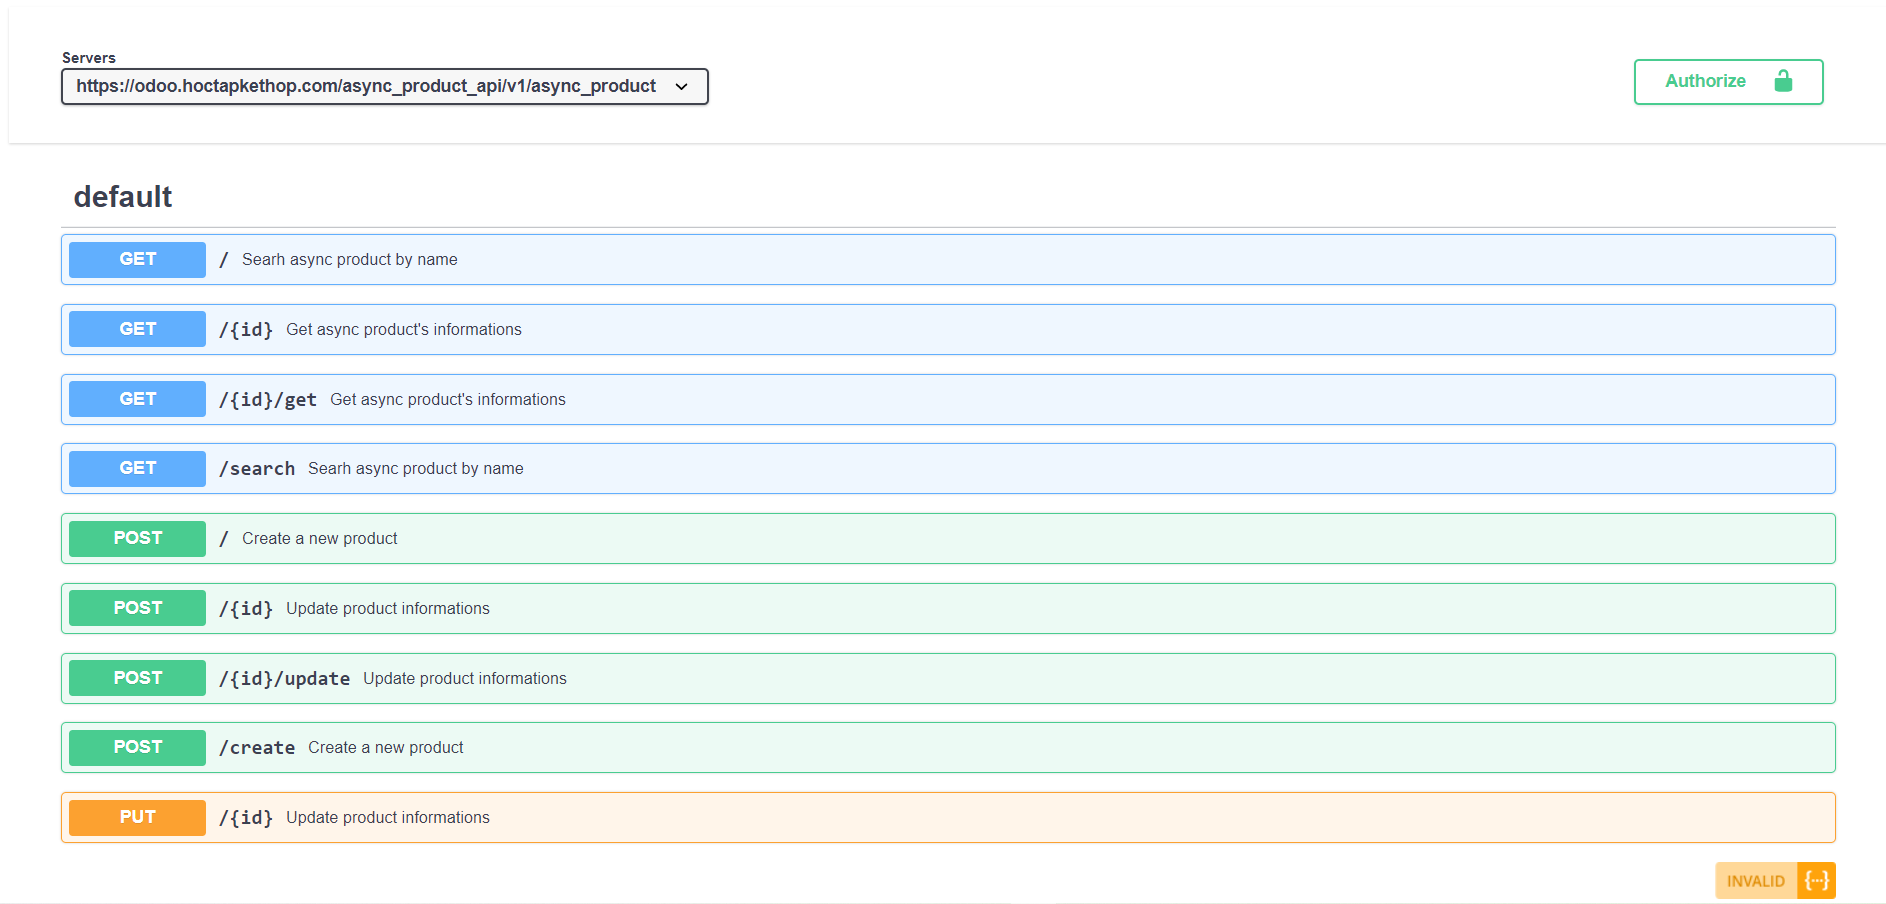 Servers
https://odoo.hoctapkethop.com/async_product_api/v1/async_product
Authorize
default
GET / Searh async product by name
GET /{id} Get async product's informations
GET /{id}/get Get async product's informations
GET /search Searh async product by name
POST / Create a new product
POST /{id} Update product informations
POST /{id}/update Update product informations
POST /create Create a new product
PUT /{id} Update product informations
INVALID {...}